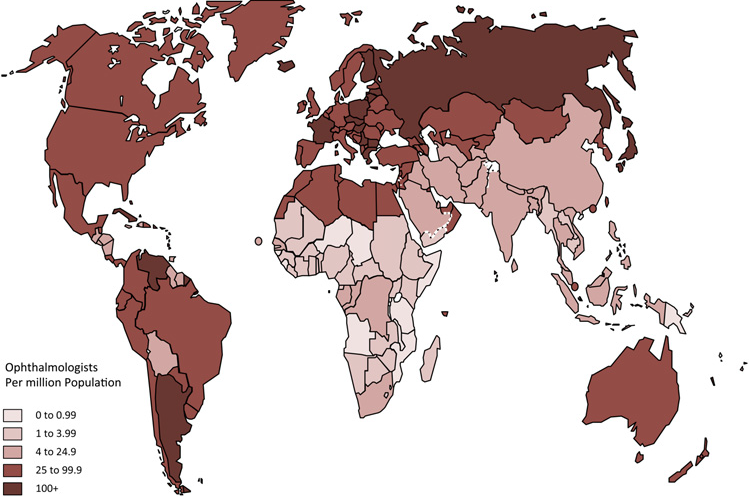 Ophthalmologists
Per million Population
0 to 0.99
1 to 3.99
4 to 24.9
25 to 99.9
100+